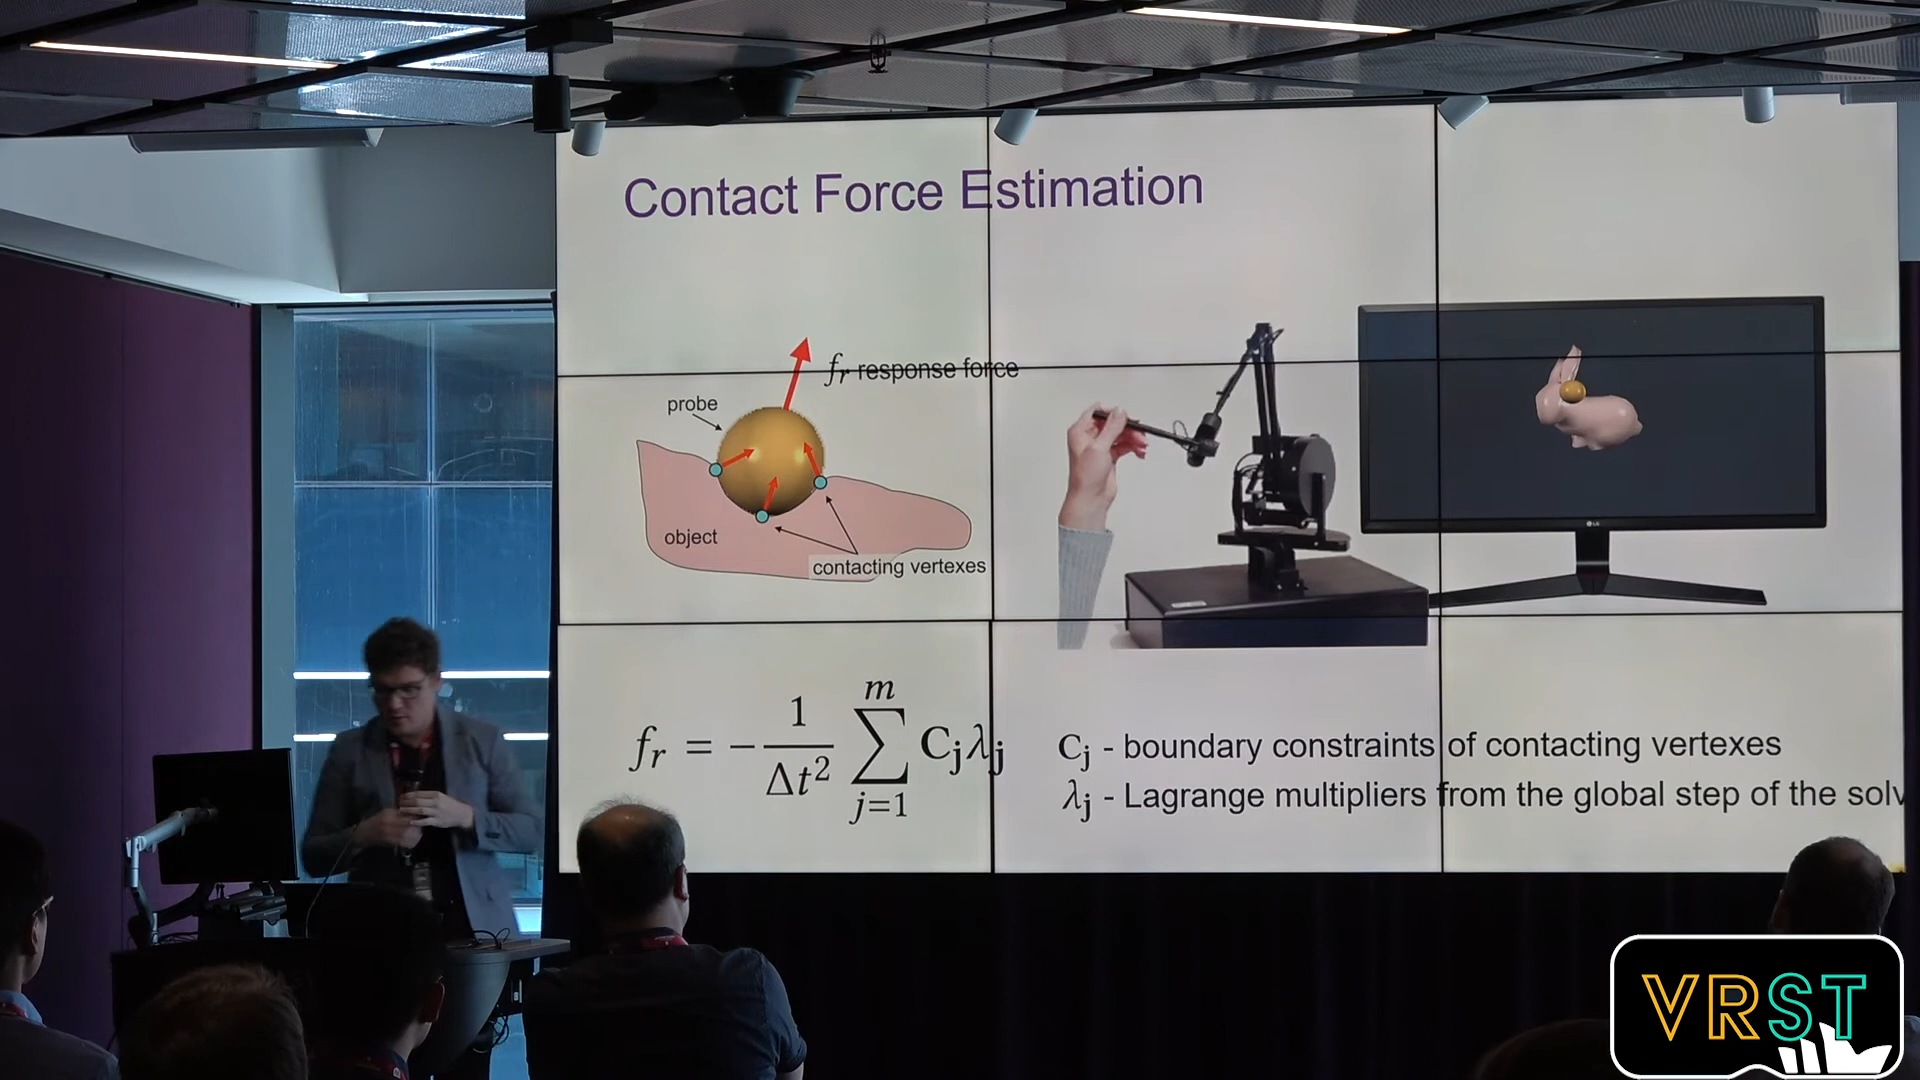 Contact Force Estimation
fr response force
probe
object
contacting vertexes
LG
fr = -1/Δt² ∑ j=1 m Cjλj
Cj - boundary constraints of contacting vertexes
λj - Lagrange multipliers from the global step of the solv
VRST